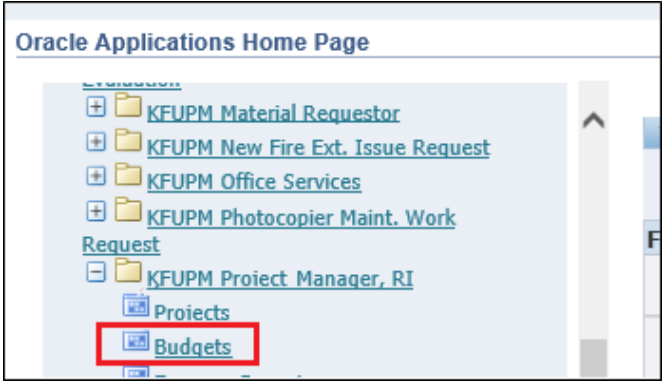 Oracle Applications Home Page
Evaluation
KFUPM Material Requestor
KFUPM New Fire Ext. Issue Request
KFUPM Office Services
KFUPM Photocopier Maint. Work
Request
KFUPM Project Manager, RI
Projects
Budgets